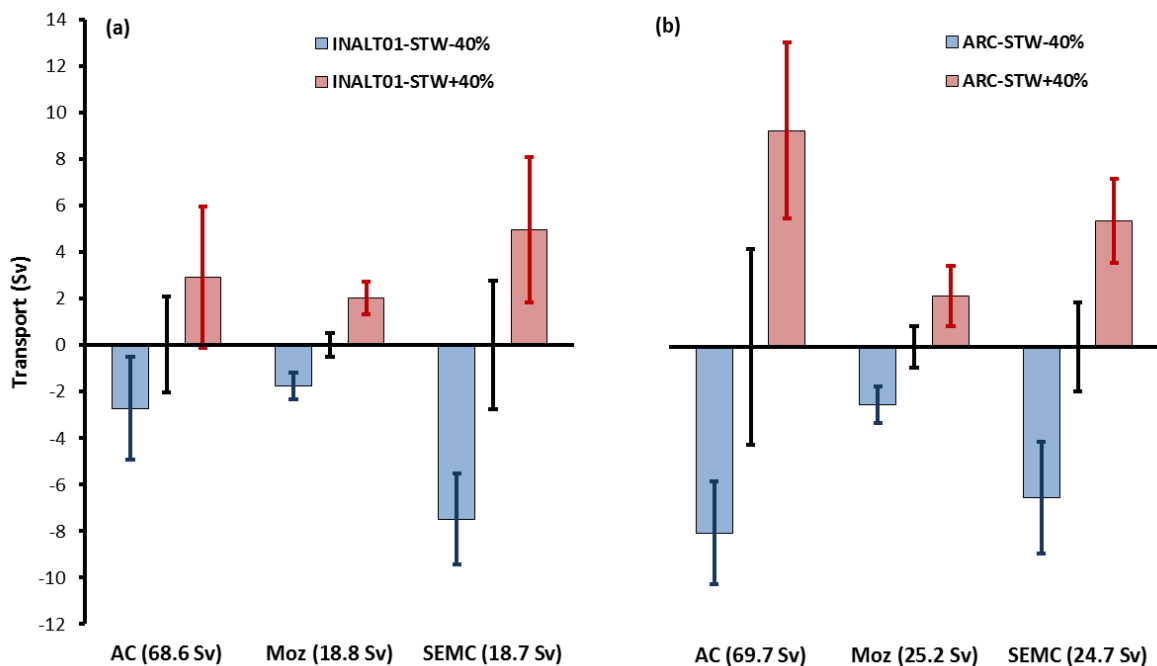 (a)
INALT01-STW-40%
INALT01-STW+40%
(b)
ARC-STW-40%
ARC-STW+40%
Transport (Sv)
14
12
10
8
6
4
2
0
-2
-4
-6
-8
-10
-12
AC (68.6 Sv) Moz (18.8 Sv) SEMC (18.7 Sv) AC (69.7 Sv) Moz (25.2 Sv) SEMC (24.7 Sv)